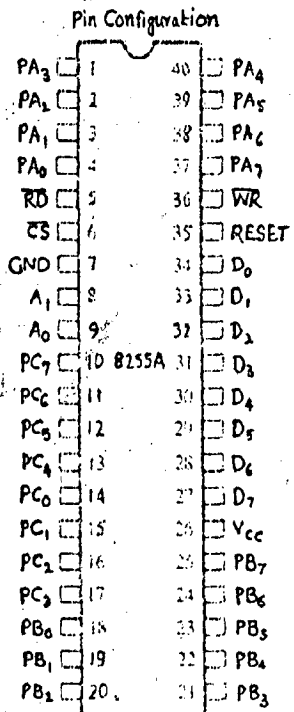 Pin Configuration
PA₃ 1 40 PA₄
PA₂ 2 39 PA₅
PA₁ 3 38 PA₆
PA₀ 4 37 PA₇
R̅D̅ 5 36 W̅R̅
C̅S̅ 6 35 RESET
GND 7 34 D₀
A₁ 8 33 D₁
A₀ 9 32 D₂
PC₇ 10 8255A 31 D₃
PC₆ 11 30 D₄
PC₅ 12 29 D₅
PC₄ 13 28 D₆
PC₀ 14 27 D₇
PC₁ 15 26 Vcc
PC₂ 16 25 PB₇
PC₃ 17 24 PB₆
PB₀ 18 23 PB₅
PB₁ 19 22 PB₄
PB₂ 20 21 PB₃